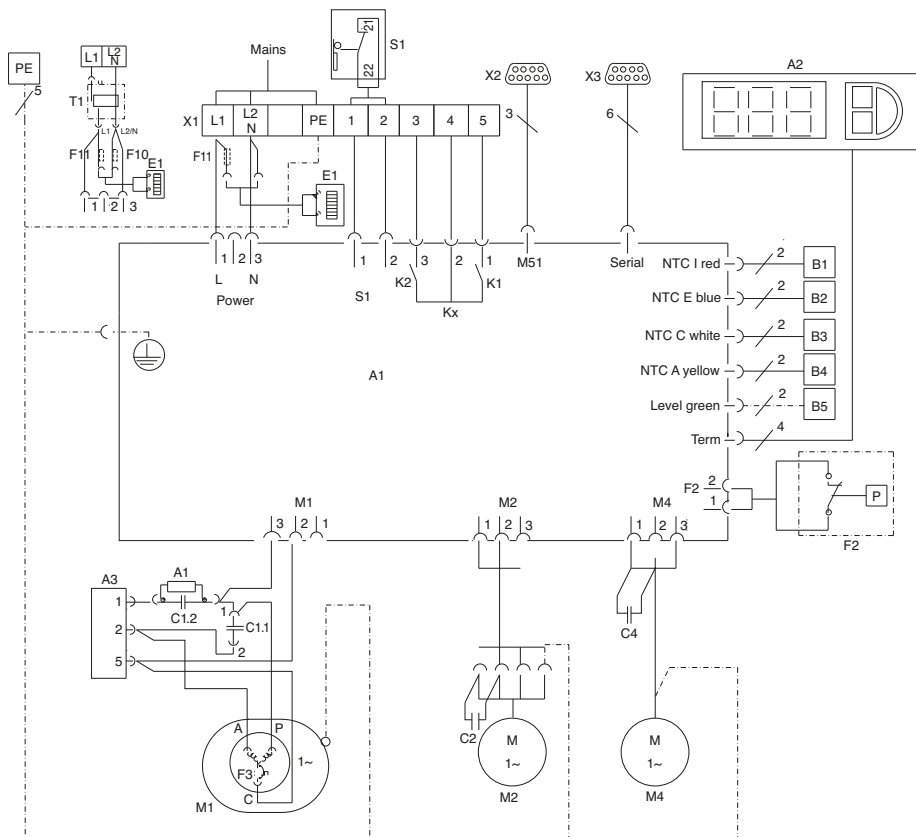 Mains
21
S1
22
X2
X3
A2
PE
5
L1 L2 N
T1
L1 L2/N
F11 F10
E1
1 2 3
X1 L1 L2 N PE 1 2 3 4 5
3
6
F11
E1
1 2 3
L N
Power
1 2
S1
3 2 1
K2 K1
Kx
M51
Serial
NTC I red 2 B1
NTC E blue 2 B2
NTC C white 2 B3
NTC A yellow 2 B4
Level green 2 B5
Term 4
A1
F2 2
1
P
F2
M1
3 2 1
M2
1 2 3
M4
1 2 3
A3
A1
1
C1.2
1
C1.1
2
2
5
C4
C2
A P
F3
C
1~
M1
M
1~
M2
M
1~
M4